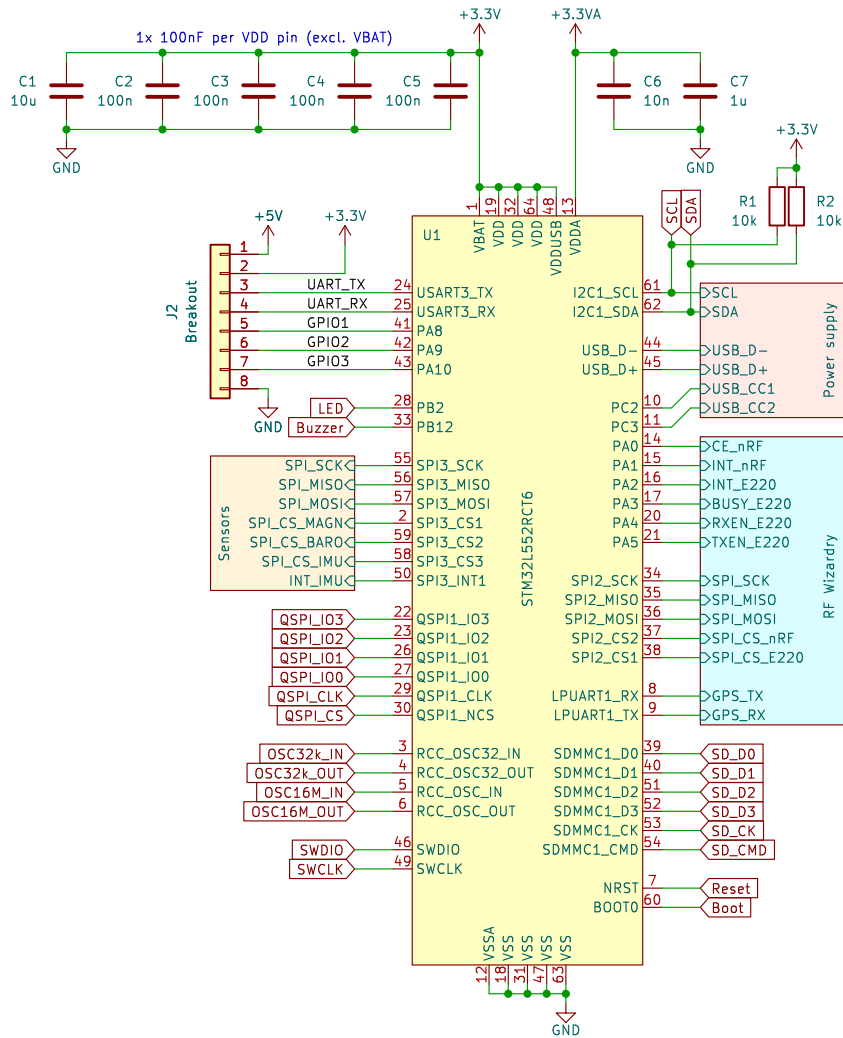 +3.3V
+3.3VA
1x 100nF per VDD pin (excl. VBAT)
C1
10u
C2
100n
C3
100n
C4
100n
C5
100n
C6
10n
C7
1u
GND
GND
+3.3V
R1
10k
R2
10k
SCL
SDA
+5V
+3.3V
1
19
32
64
48
13
VBAT
VDD
VDD
VDD
VDDUSB
VDDA
U1
STM32L552RCT6
J2
Breakout
1
2
3
4
5
6
7
8
UART_TX
UART_RX
GPIO1
GPIO2
GPIO3
GND
24 USART3_TX
25 USART3_RX
41 PA8
42 PA9
43 PA10
LED 28 PB2
Buzzer 33 PB12
Sensors
SPI_SCK 55 SPI3_SCK
SPI_MISO 56 SPI3_MISO
SPI_MOSI 57 SPI3_MOSI
SPI_CS_MAGN 2 SPI3_CS1
SPI_CS_BARO 59 SPI3_CS2
SPI_CS_IMU 58 SPI3_CS3
INT_IMU 50 SPI3_INT1
QSPI_IO3 22 QSPI1_IO3
QSPI_IO2 23 QSPI1_IO2
QSPI_IO1 26 QSPI1_IO1
QSPI_IO0 27 QSPI1_IO0
QSPI_CLK 29 QSPI1_CLK
QSPI_CS 30 QSPI1_NCS
OSC32k_IN 3 RCC_OSC32_IN
OSC32k_OUT 4 RCC_OSC32_OUT
OSC16M_IN 5 RCC_OSC_IN
OSC16M_OUT 6 RCC_OSC_OUT
SWDIO 46 SWDIO
SWCLK 49 SWCLK
I2C1_SCL 61 SCL
I2C1_SDA 62 SDA
USB_D- 44 USB_D-
USB_D+ 45 USB_D+
USB_CC1
PC2 10 USB_CC2
PC3 11
Power supply
PA0 14 CE_nRF
PA1 15 INT_nRF
PA2 16 INT_E220
PA3 17 BUSY_E220
PA4 20 RXEN_E220
PA5 21 TXEN_E220
SPI2_SCK 34 SPI_SCK
SPI2_MISO 35 SPI_MISO
SPI2_MOSI 36 SPI_MOSI
SPI2_CS2 37 SPI_CS_nRF
SPI2_CS1 38 SPI_CS_E220
LPUART1_RX 8 GPS_TX
LPUART1_TX 9 GPS_RX
RF Wizardry
SDMMC1_D0 39 SD_D0
SDMMC1_D1 40 SD_D1
SDMMC1_D2 51 SD_D2
SDMMC1_D3 52 SD_D3
SDMMC1_CK 53 SD_CK
SDMMC1_CMD 54 SD_CMD
NRST 7 Reset
BOOT0 60 Boot
VSSA
VSS
VSS
VSS
VSS
12
18
31
47
63
GND